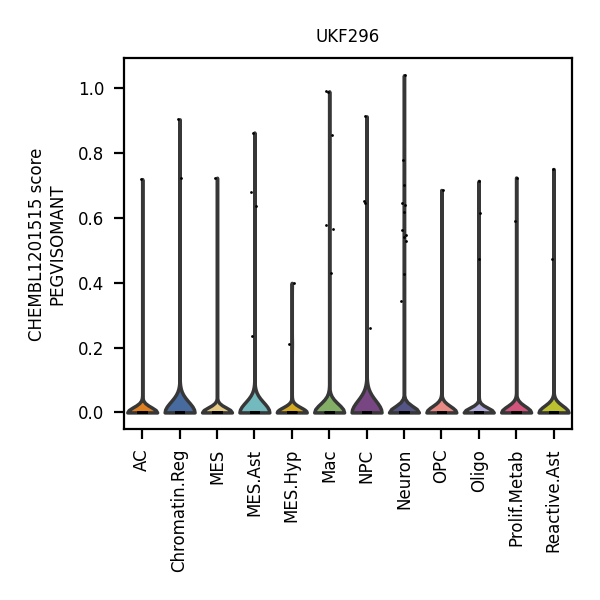 UKF296
CHEMBL1201515 score
PEGVISOMANT
1.0
0.8
0.6
0.4
0.2
0.0
AC
Chromatin.Reg
MES
MES.Ast
MES.Hyp
Mac
NPC
Neuron
OPC
Oligo
Prolif.Metab
Reactive.Ast